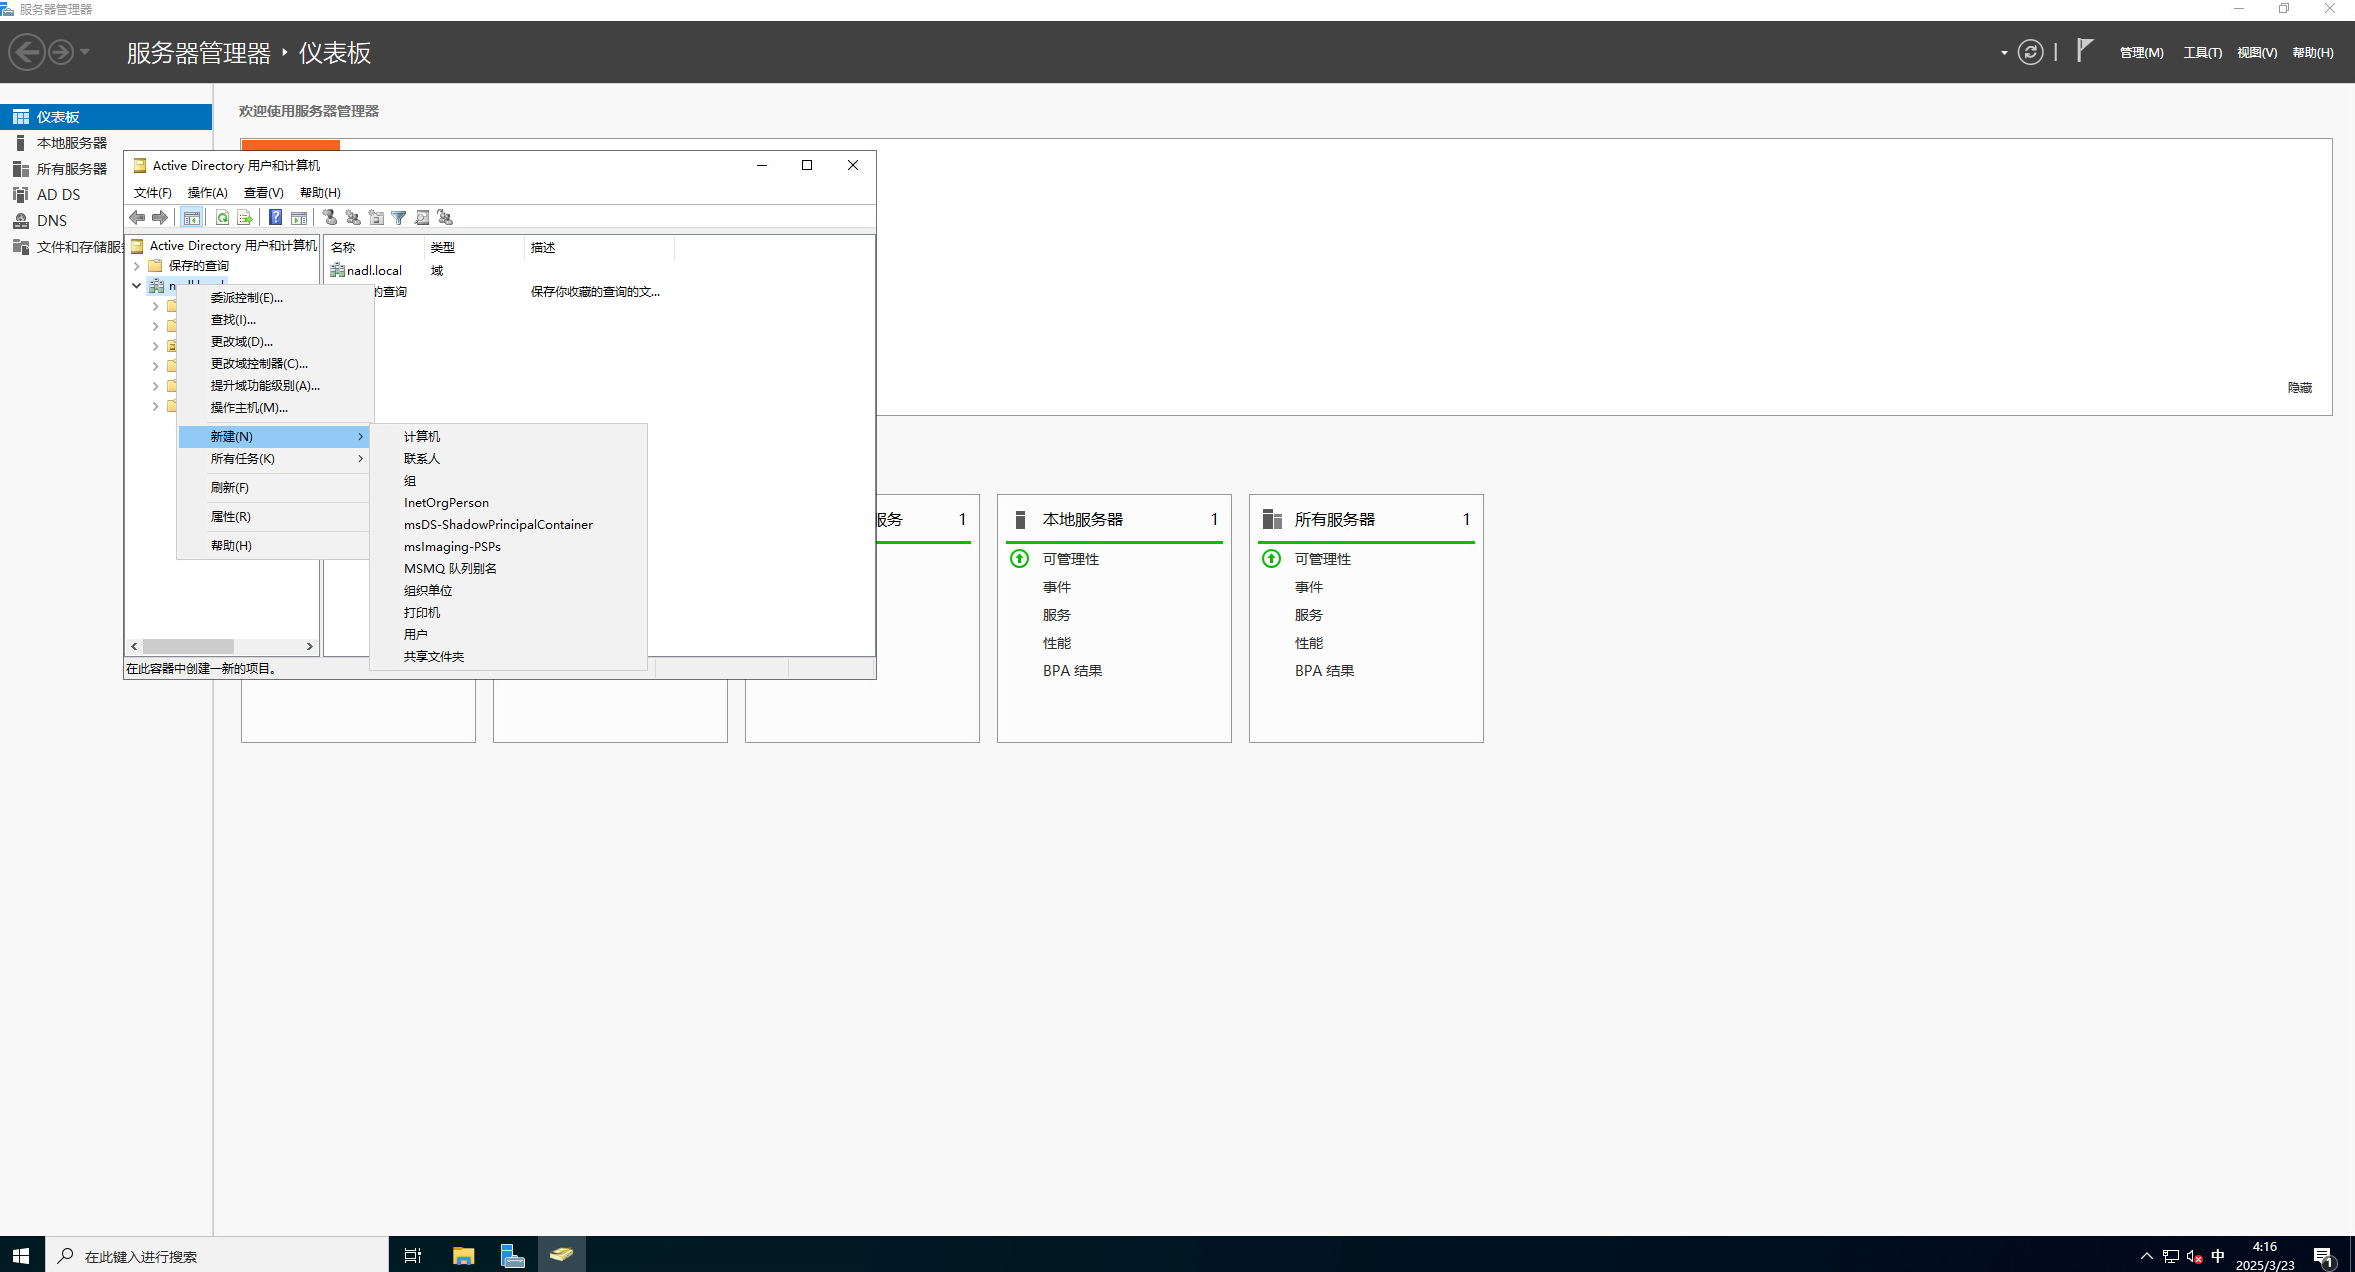 服务器管理器
服务器管理器 · 仪表板
管理(M) 工具(T) 视图(V) 帮助(H)
仪表板
本地服务器
所有服务器
AD DS
DNS
文件和存储服
欢迎使用服务器管理器
隐藏
Active Directory 用户和计算机
文件(F) 操作(A) 查看(V) 帮助(H)
Active Directory 用户和计算机
保存的查询
名称 类型 描述
nadl.local 域
的查询 保存你收藏的查询的文...
委派控制(E)...
查找(I)...
更改域(D)...
更改域控制器(C)...
提升域功能级别(A)...
操作主机(M)...
新建(N)
所有任务(K)
刷新(F)
属性(R)
帮助(H)
计算机
联系人
组
InetOrgPerson
msDS-ShadowPrincipalContainer
msImaging-PSPs
MSMQ 队列别名
组织单位
打印机
用户
共享文件夹
在此容器中创建一新的项目。
服务 1
本地服务器 1
可管理性
事件
服务
性能
BPA 结果
所有服务器 1
可管理性
事件
服务
性能
BPA 结果
在此键入进行搜索
中
4:16
2025/3/23
1